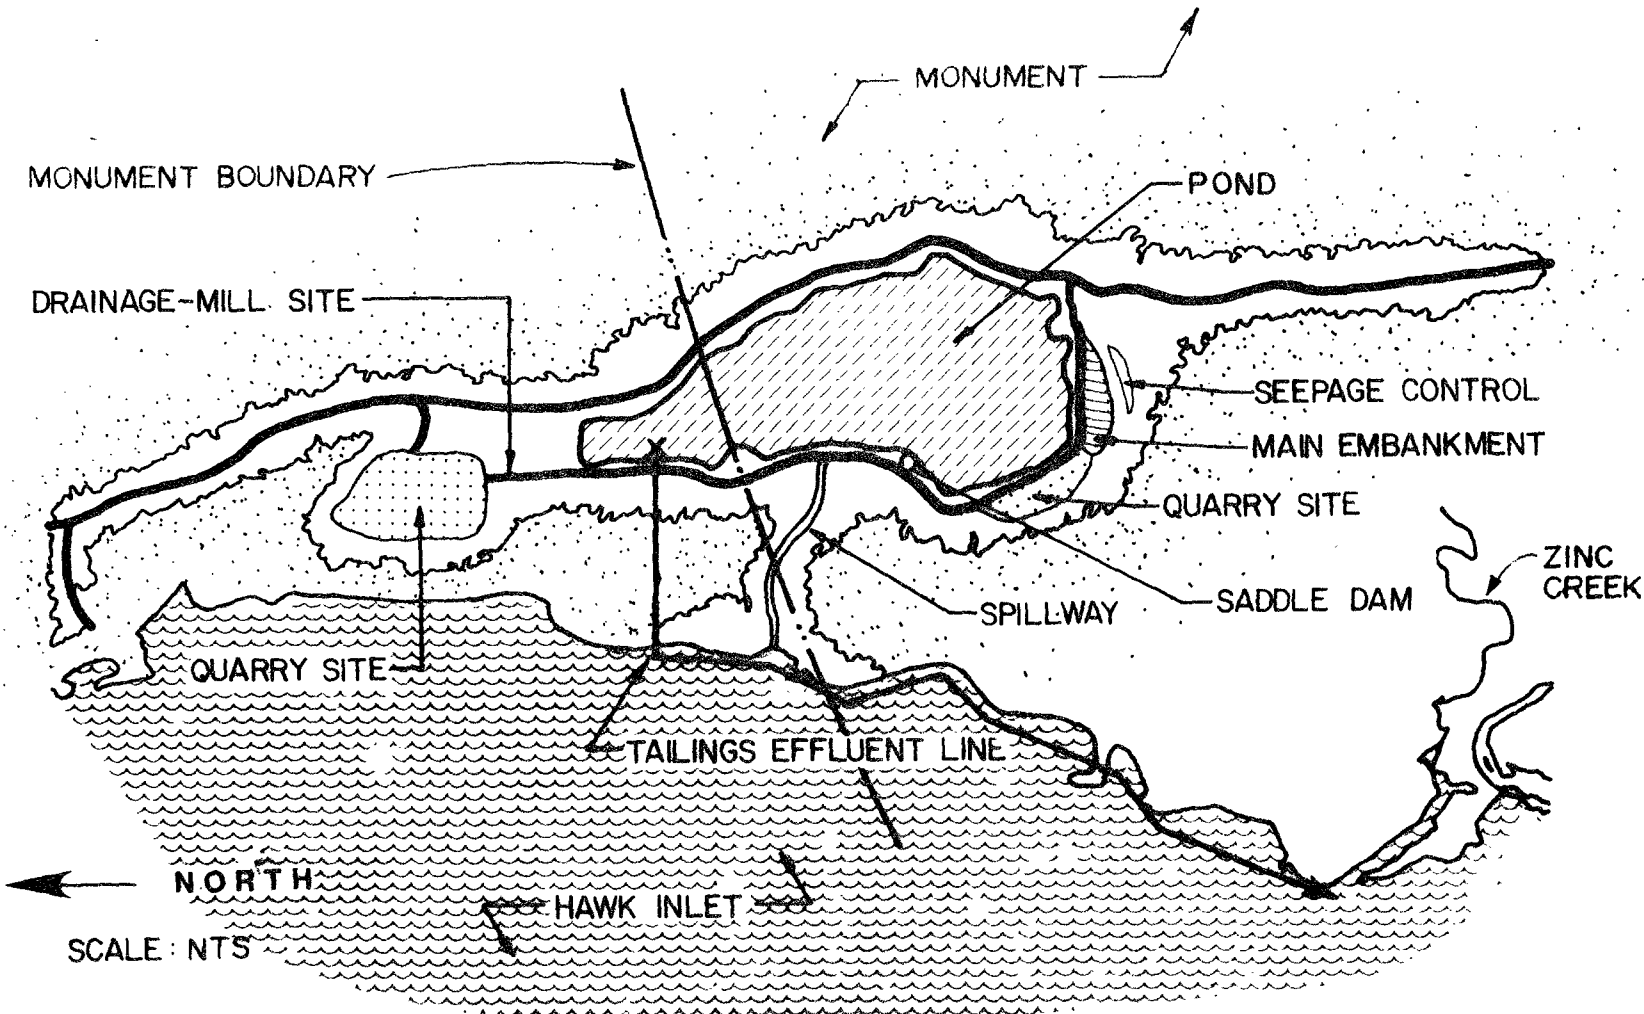 MONUMENT
MONUMENT BOUNDARY
POND
DRAINAGE-MILL SITE
SEEPAGE CONTROL
MAIN EMBANKMENT
QUARRY SITE
ZINC
CREEK
SADDLE DAM
SPILLWAY
QUARRY SITE
TAILINGS EFFLUENT LINE
NORTH
HAWK INLET
SCALE: NTS